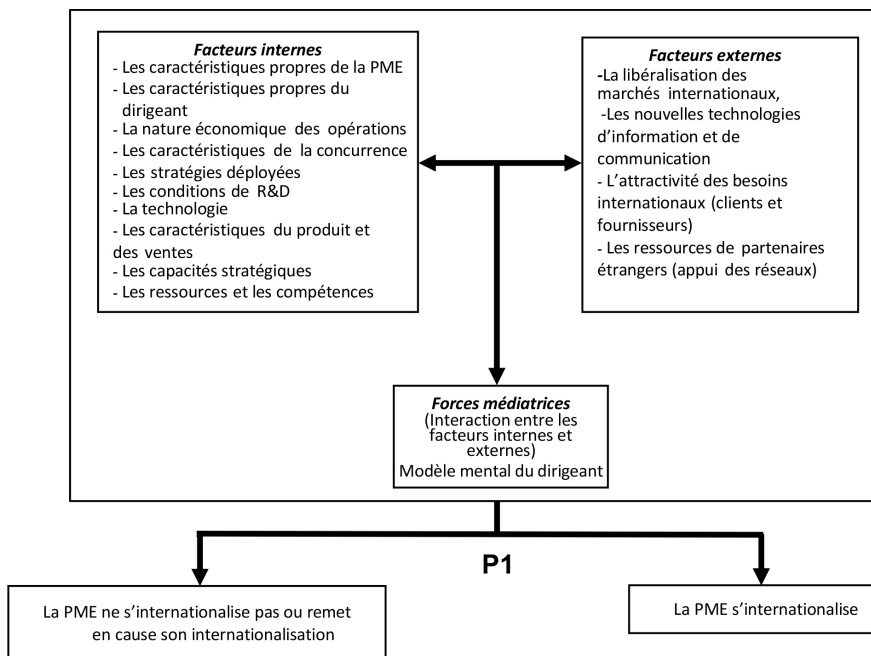 Facteurs internes
- Les caractéristiques propres de la PME
- Les caractéristiques propres du
dirigeant
- La nature économique des opérations
- Les caractéristiques de la concurrence
- Les stratégies déployées
- Les conditions de R&D
- La technologie
- Les caractéristiques du produit et
des ventes
- Les capacités stratégiques
- Les ressources et les compétences
Facteurs externes
-La libéralisation des
marchés internationaux,
-Les nouvelles technologies
d’information et de
communication
- L’attractivité des besoins
internationaux (clients et
fournisseurs)
- Les ressources de partenaires
étrangers (appui des réseaux)
Forces médiatrices
(Interaction entre les
facteurs internes et
externes)
Modèle mental du dirigeant
P1
La PME ne s’internationalise pas ou remet
en cause son internationalisation
La PME s’internationalise